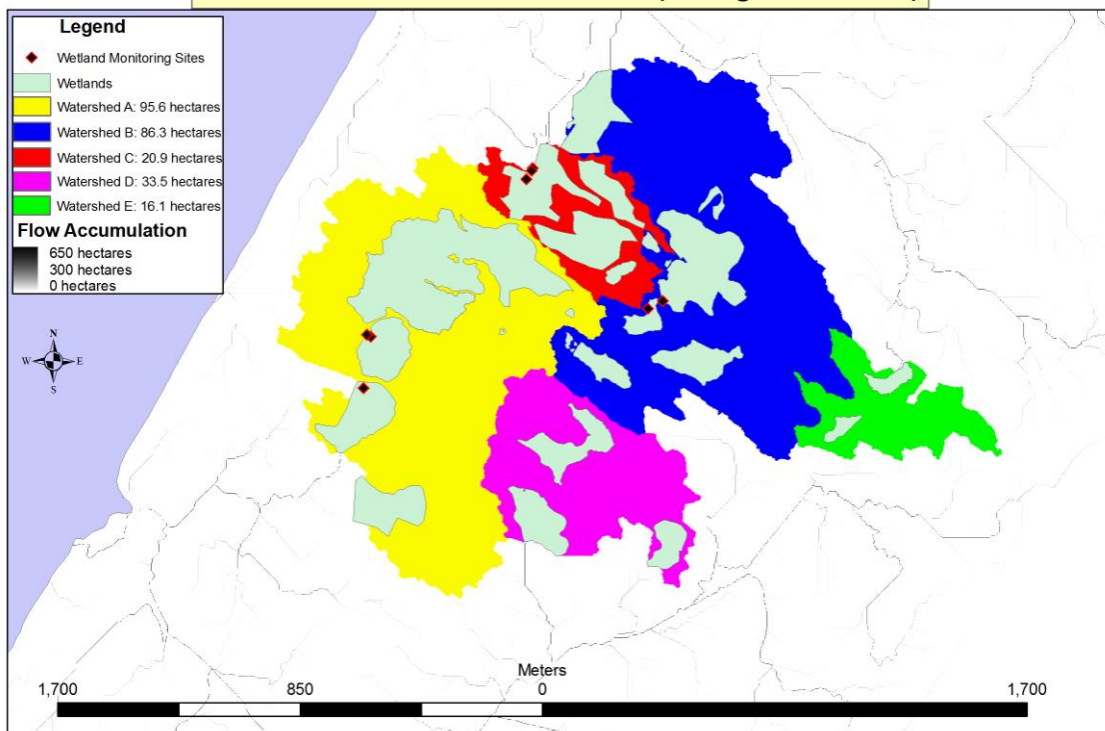 Legend
Wetland Monitoring Sites
Wetlands
Watershed A: 95.6 hectares
Watershed B: 86.3 hectares
Watershed C: 20.9 hectares
Watershed D: 33.5 hectares
Watershed E: 16.1 hectares
Flow Accumulation
650 hectares
300 hectares
0 hectares
N
W E
S
Meters
1,700 850 0 1,700